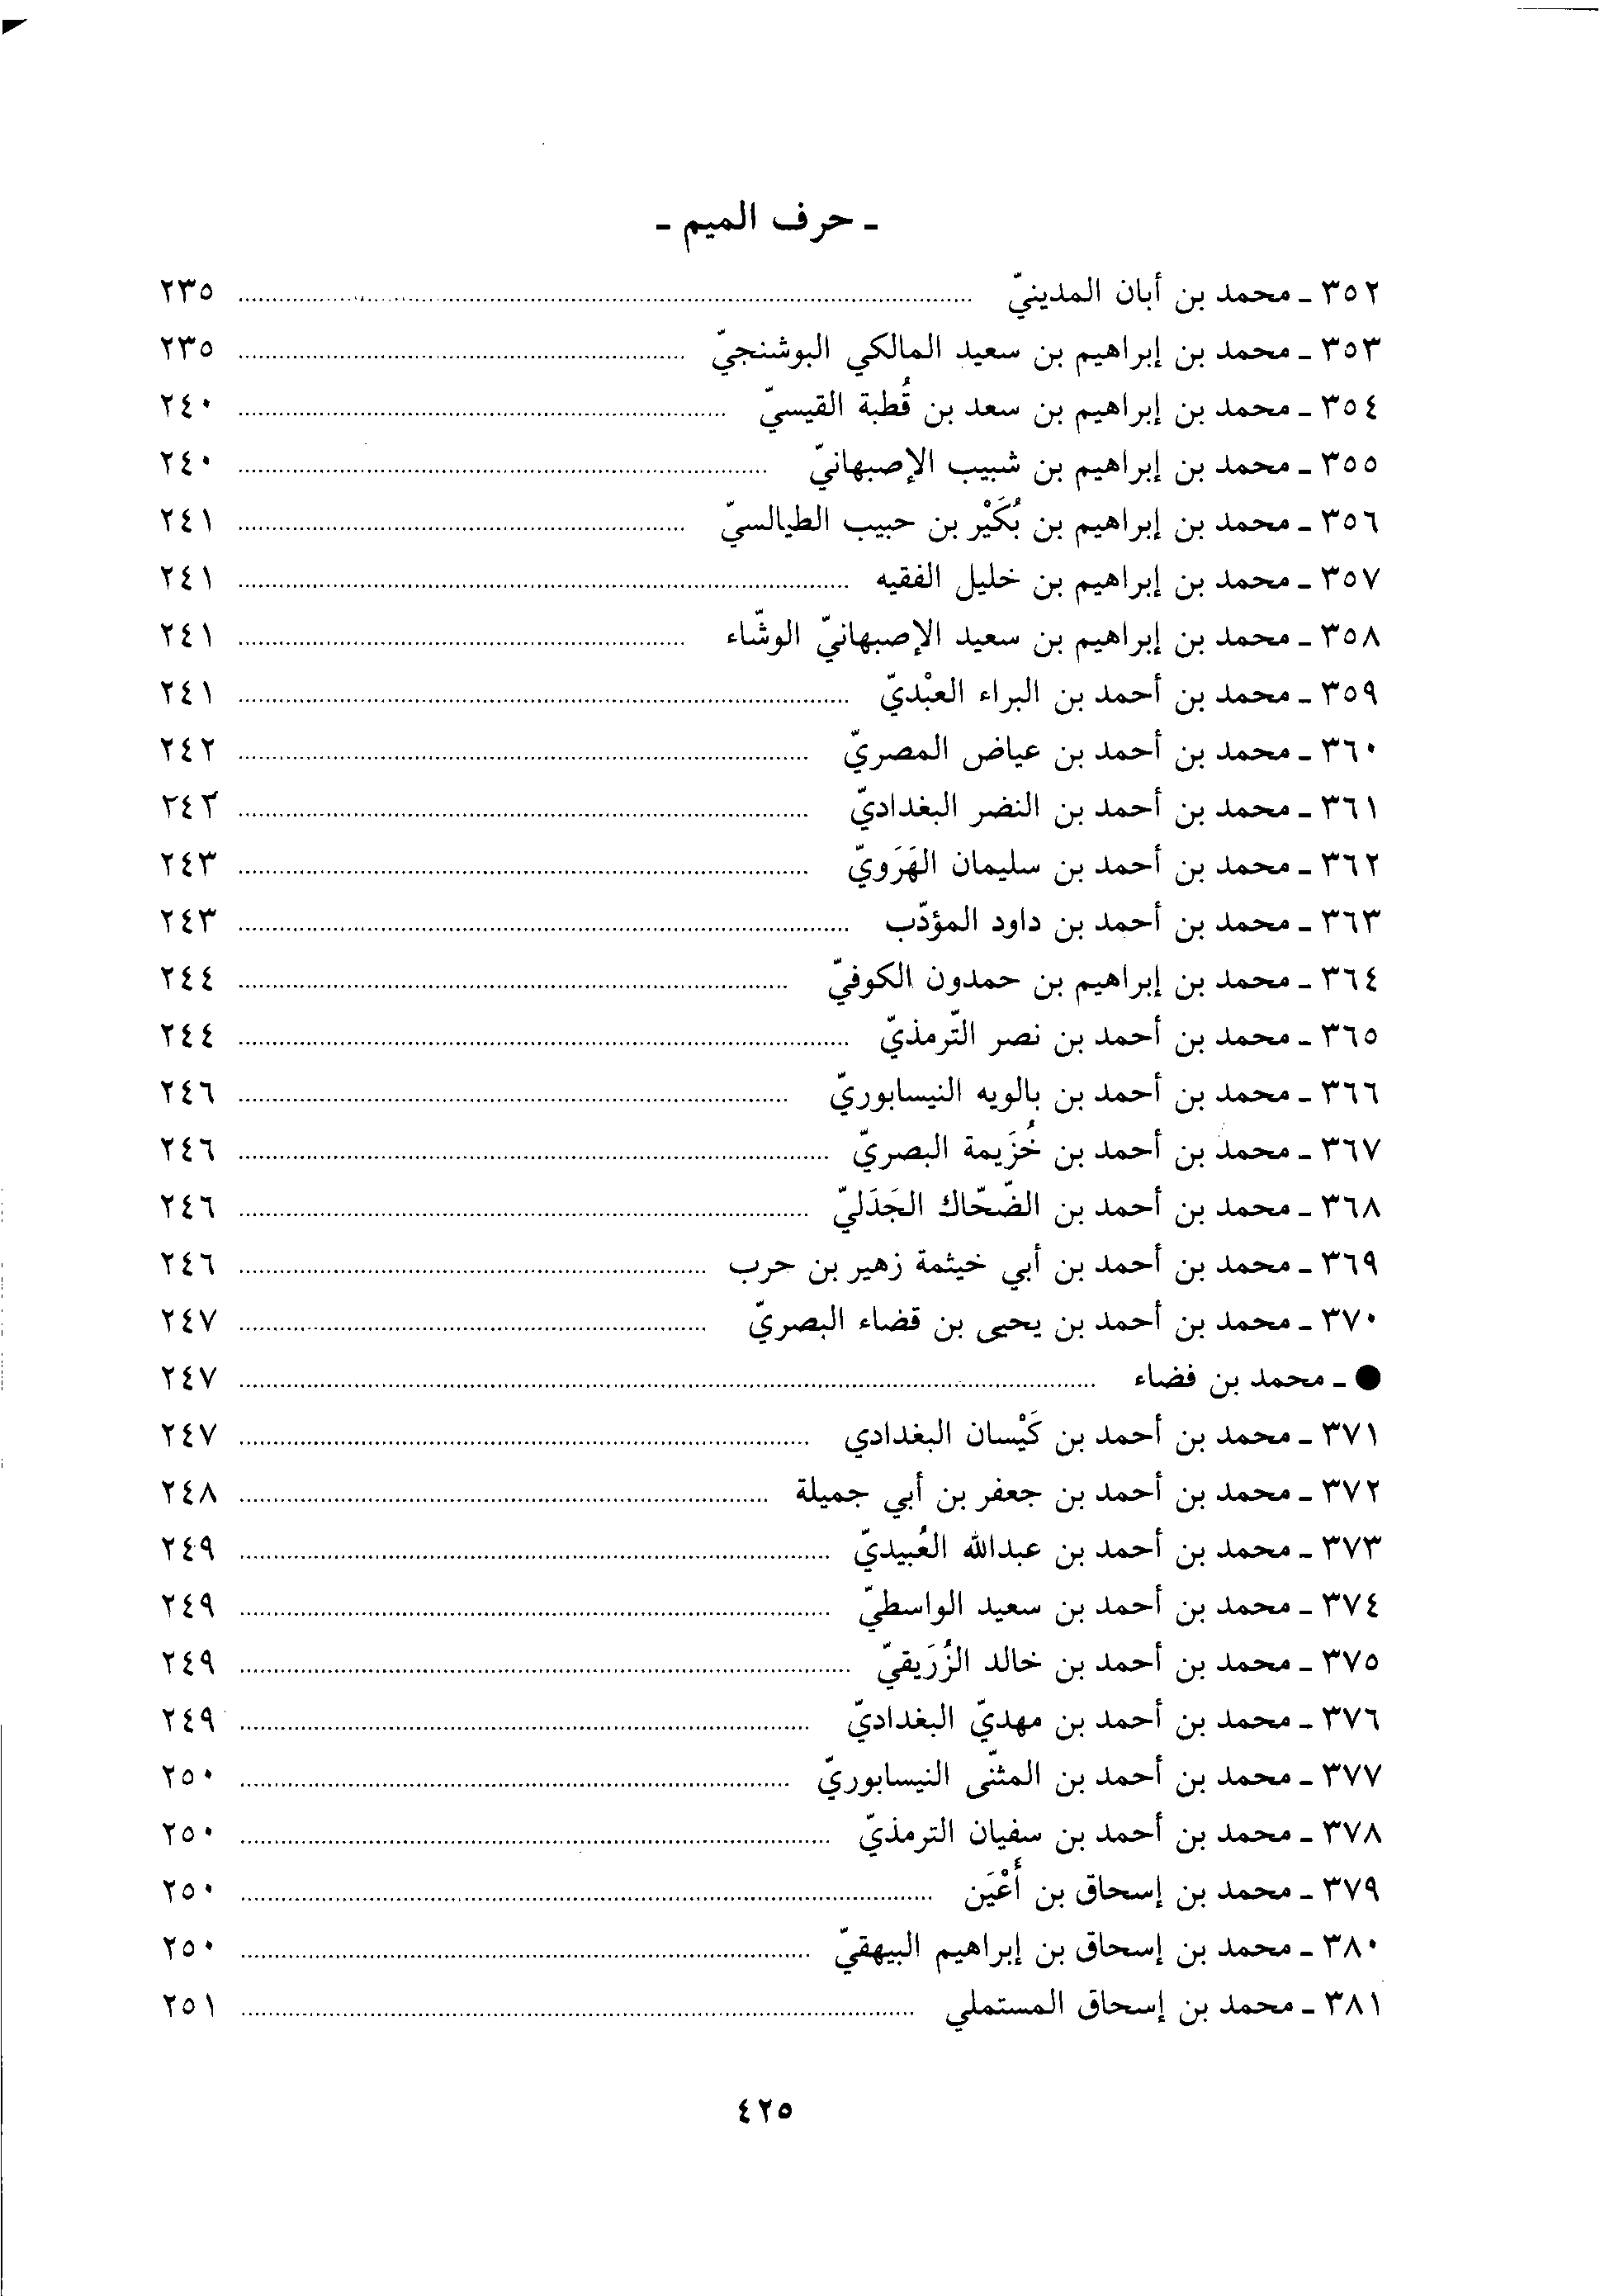 ـ حرف الميم ـ
٣٥٢ ـ محمد بن أبان المدينيّ ........ ٢٣٥
٣٥٣ ـ محمد بن إبراهيم بن سعيد المالكي البوشنجيّ ........ ٢٣٥
٣٥٤ ـ محمد بن إبراهيم بن سعد بن قُطبة القيسيّ ........ ٢٤٠
٣٥٥ ـ محمد بن إبراهيم بن شبيب الإصبهانيّ ........ ٢٤٠
٣٥٦ ـ محمد بن إبراهيم بن بُكَيْر بن حبيب الطيالسيّ ........ ٢٤١
٣٥٧ ـ محمد بن إبراهيم بن خليل الفقيه ........ ٢٤١
٣٥٨ ـ محمد بن إبراهيم بن سعيد الإصبهانيّ الوشّاء ........ ٢٤١
٣٥٩ ـ محمد بن أحمد بن البراء العبْديّ ........ ٢٤١
٣٦٠ ـ محمد بن أحمد بن عياض المصريّ ........ ٢٤٢
٣٦١ ـ محمد بن أحمد بن النضر البغداديّ ........ ٢٤٢
٣٦٢ ـ محمد بن أحمد بن سليمان الهَرَويّ ........ ٢٤٣
٣٦٣ ـ محمد بن أحمد بن داود المؤدّب ........ ٢٤٣
٣٦٤ ـ محمد بن إبراهيم بن حمدون الكوفيّ ........ ٢٤٤
٣٦٥ ـ محمد بن أحمد بن نصر التّرمذيّ ........ ٢٤٤
٣٦٦ ـ محمد بن أحمد بن بالويه النيسابوريّ ........ ٢٤٦
٣٦٧ ـ محمد بن أحمد بن خُزَيمة البصريّ ........ ٢٤٦
٣٦٨ ـ محمد بن أحمد بن الضّحّاك الجَدَليّ ........ ٢٤٦
٣٦٩ ـ محمد بن أحمد بن أبي خيثمة زهير بن حرب ........ ٢٤٦
٣٧٠ ـ محمد بن أحمد بن يحيى بن قضاء البصريّ ........ ٢٤٧
● ـ محمد بن فضاء ........ ٢٤٧
٣٧١ ـ محمد بن أحمد بن كَيْسان البغدادي ........ ٢٤٧
٣٧٢ ـ محمد بن أحمد بن جعفر بن أبي جميلة ........ ٢٤٨
٣٧٣ ـ محمد بن أحمد بن عبدالله العُبيديّ ........ ٢٤٩
٣٧٤ ـ محمد بن أحمد بن سعيد الواسطيّ ........ ٢٤٩
٣٧٥ ـ محمد بن أحمد بن خالد الزُرَيقيّ ........ ٢٤٩
٣٧٦ ـ محمد بن أحمد بن مهديّ البغداديّ ........ ٢٤٩
٣٧٧ ـ محمد بن أحمد بن المثنّى النيسابوريّ ........ ٢٥٠
٣٧٨ ـ محمد بن أحمد بن سفيان الترمذيّ ........ ٢٥٠
٣٧٩ ـ محمد بن إسحاق بن أَعْيَن ........ ٢٥٠
٣٨٠ ـ محمد بن إسحاق بن إبراهيم البيهقيّ ........ ٢٥٠
٣٨١ ـ محمد بن إسحاق المستملي ........ ٢٥١
٤٢٥